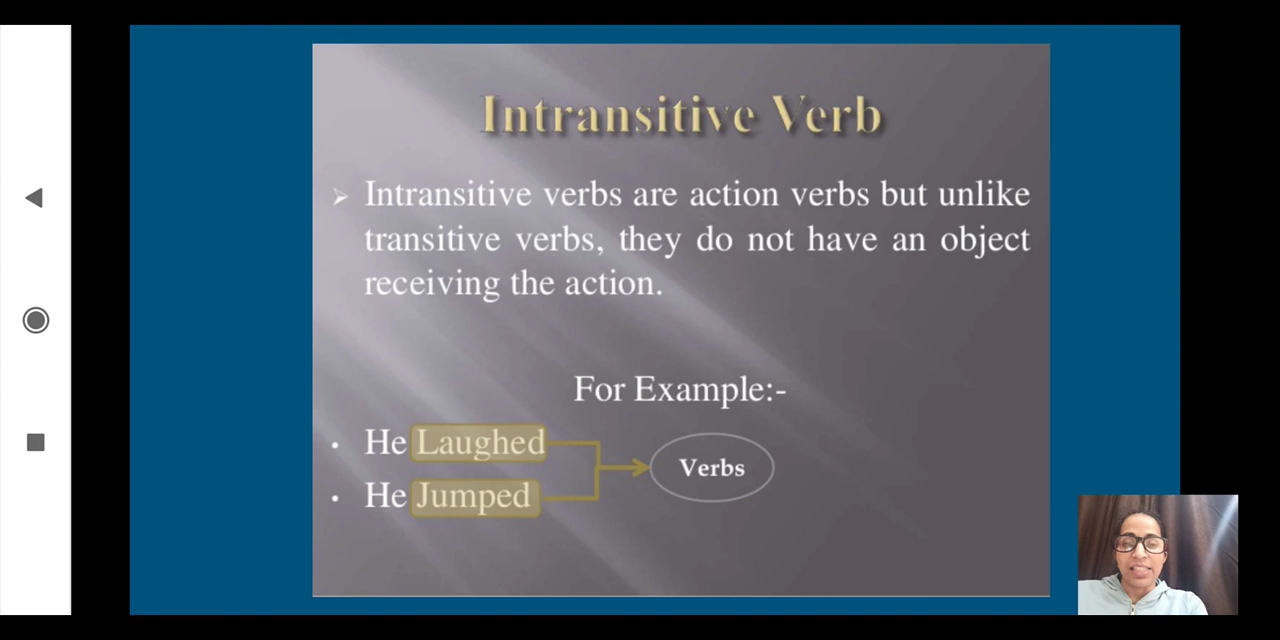 Intransitive Verb
Intransitive verbs are action verbs but unlike
transitive verbs, they do not have an object
receiving the action.
For Example:-
He Laughed
He Jumped
Verbs